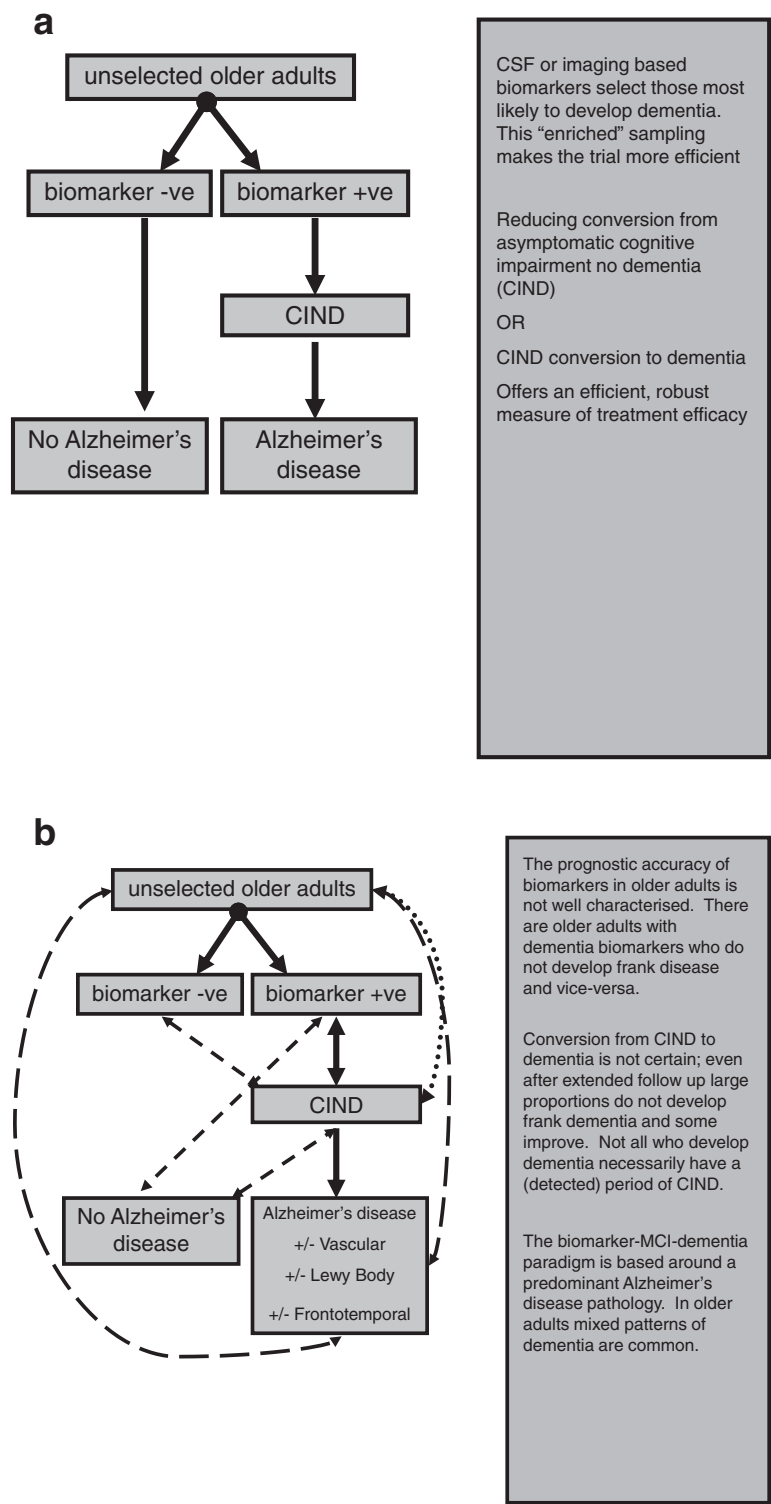 a
unselected older adults
biomarker -ve
biomarker +ve
CIND
No Alzheimer's
disease
Alzheimer's
disease
CSF or imaging based
biomarkers select those most
likely to develop dementia.
This “enriched” sampling
makes the trial more efficient
Reducing conversion from
asymptomatic cognitive
impairment no dementia
(CIND)
OR
CIND conversion to dementia
Offers an efficient, robust
measure of treatment efficacy
b
unselected older adults
biomarker -ve
biomarker +ve
CIND
No Alzheimer's
disease
Alzheimer's disease
+/- Vascular
+/- Lewy Body
+/- Frontotemporal
The prognostic accuracy of
biomarkers in older adults is
not well characterised. There
are older adults with
dementia biomarkers who do
not develop frank disease
and vice-versa.
Conversion from CIND to
dementia is not certain; even
after extended follow up large
proportions do not develop
frank dementia and some
improve. Not all who develop
dementia necessarily have a
(detected) period of CIND.
The biomarker-MCI-dementia
paradigm is based around a
predominant Alzheimer's
disease pathology. In older
adults mixed patterns of
dementia are common.